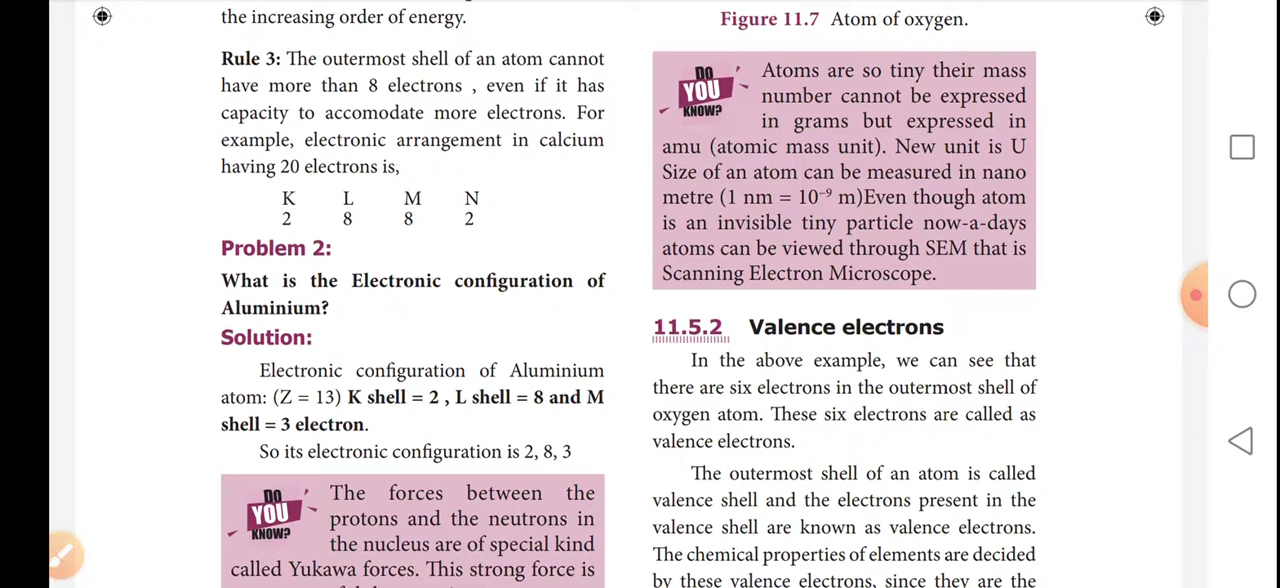 the increasing order of energy.
Rule 3: The outermost shell of an atom cannot
have more than 8 electrons , even if it has
capacity to accomodate more electrons. For
example, electronic arrangement in calcium
having 20 electrons is,
K L M N
2 8 8 2
Problem 2:
What is the Electronic configuration of
Aluminium?
Solution:
Electronic configuration of Aluminium
atom: (Z = 13) K shell = 2 , L shell = 8 and M
shell = 3 electron.
So its electronic configuration is 2, 8, 3
DO
YOU
KNOW?
The forces between the
protons and the neutrons in
the nucleus are of special kind
called Yukawa forces. This strong force is
Figure 11.7 Atom of oxygen.
DO
YOU
KNOW?
Atoms are so tiny their mass
number cannot be expressed
in grams but expressed in
amu (atomic mass unit). New unit is U
Size of an atom can be measured in nano
metre (1 nm = 10⁻⁹ m)Even though atom
is an invisible tiny particle now-a-days
atoms can be viewed through SEM that is
Scanning Electron Microscope.
11.5.2 Valence electrons
In the above example, we can see that
there are six electrons in the outermost shell of
oxygen atom. These six electrons are called as
valence electrons.
The outermost shell of an atom is called
valence shell and the electrons present in the
valence shell are known as valence electrons.
The chemical properties of elements are decided
by these valence electrons, since they are the